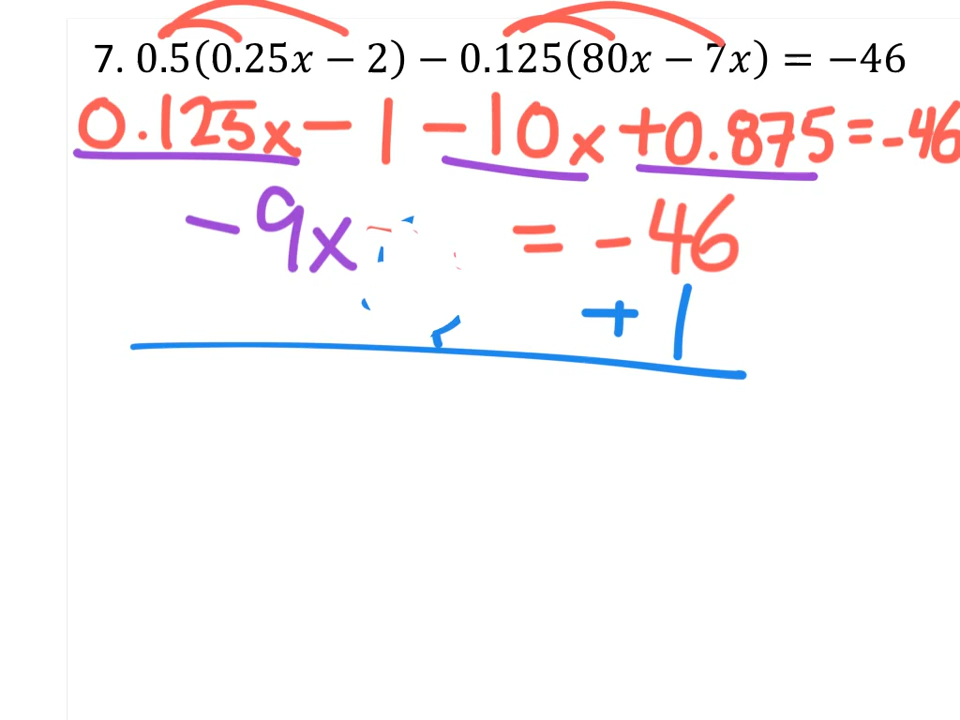 7. 0.5(0.25x − 2) − 0.125(80x − 7x) = −46
0.125x − 1 − 10x + 0.875 = -46
− 9x = − 46
+ 1